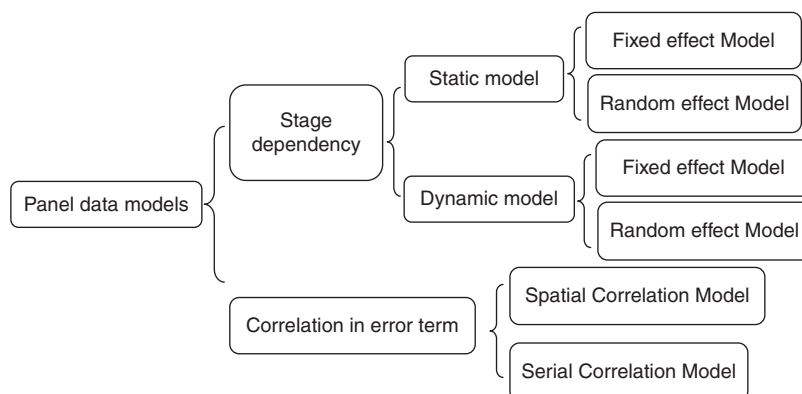 Panel data models
Stage
dependency
Static model
Fixed effect Model
Random effect Model
Dynamic model
Fixed effect Model
Random effect Model
Correlation in error term
Spatial Correlation Model
Serial Correlation Model